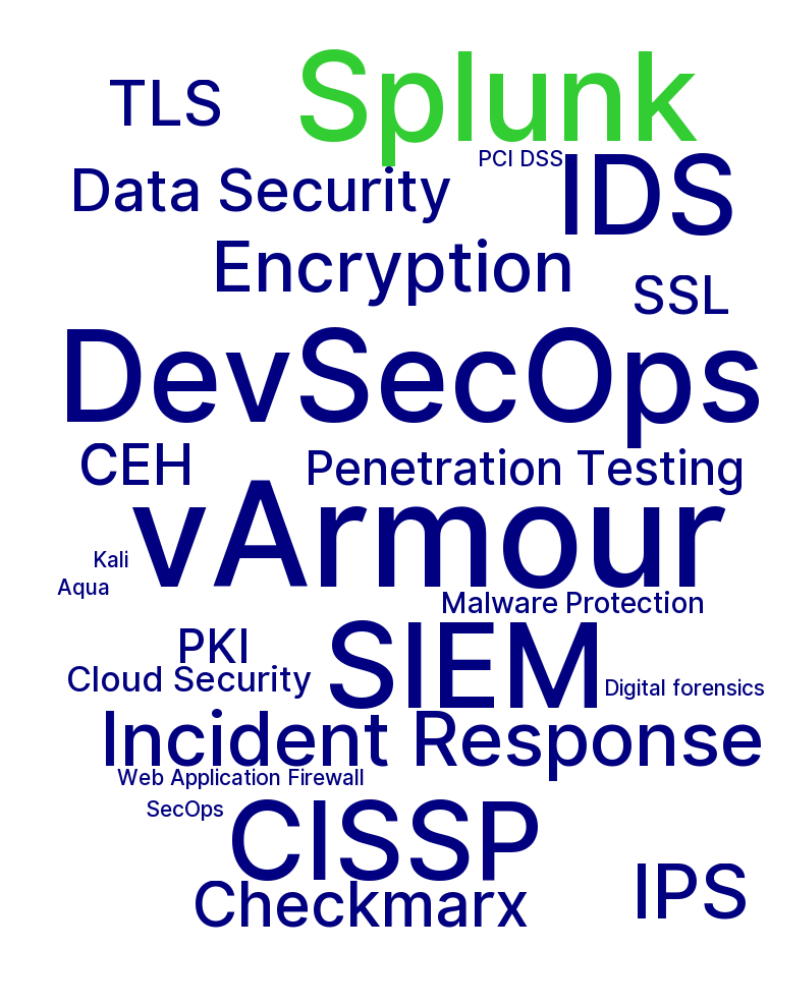 Splunk
TLS
PCI DSS
IDS
Data Security
Encryption
SSL
DevSecOps
CEH
Penetration Testing
vArmour
Kali
Aqua
Malware Protection
PKI
SIEM
Cloud Security
Digital forensics
Incident Response
Web Application Firewall
SecOps
CISSP
IPS
Checkmarx